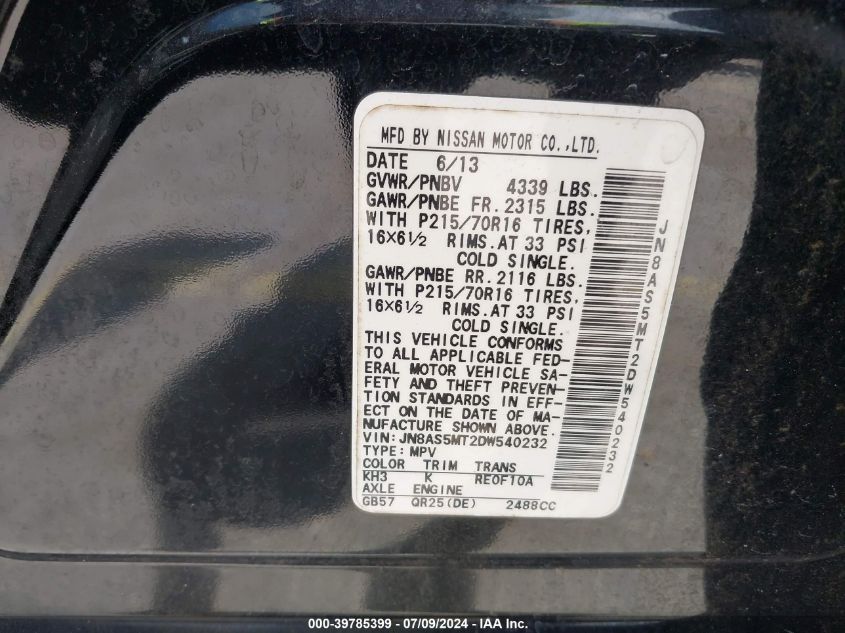 MFD BY NISSAN MOTOR CO.,LTD.
DATE 6/13
GVWR/PNBV 4339 LBS.
GAWR/PNBE FR. 2315 LBS.
WITH P215/70R16 TIRES,
16X6½ RIMS. AT 33 PSI
COLD SINGLE.
GAWR/PNBE RR. 2116 LBS.
WITH P215/70R16 TIRES,
16X6½ RIMS. AT 33 PSI
COLD SINGLE.
THIS VEHICLE CONFORMS
TO ALL APPLICABLE FED-
ERAL MOTOR VEHICLE SA-
FETY AND THEFT PREVEN-
TION STANDARDS IN EFF-
ECT ON THE DATE OF MA-
NUFACTURE SHOWN ABOVE.
VIN: JN8AS5MT2DW540232
TYPE: MPV
COLOR TRIM TRANS
KH3 K RE0F10A
AXLE ENGINE
GB57 QR25(DE) 2488CC
JN8AS5MT2DW540232
000-39785399 - 07/09/2024 - IAA Inc.